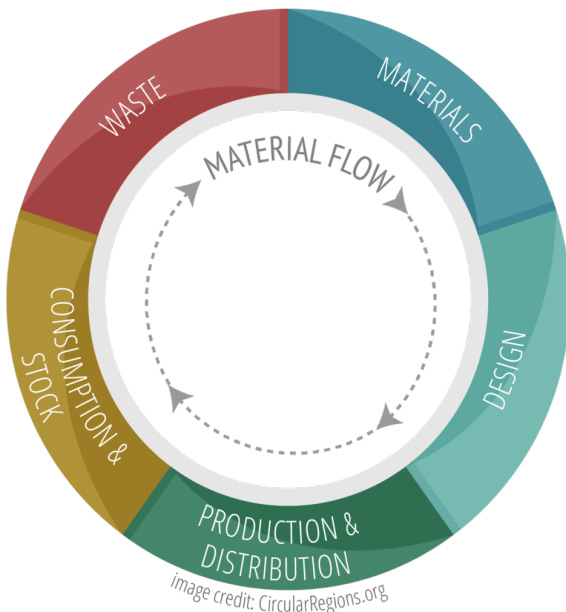 MATERIAL FLOW
MATERIALS
DESIGN
PRODUCTION &
DISTRIBUTION
CONSUMPTION &
STOCK
WASTE
image credit: CircularRegions.org